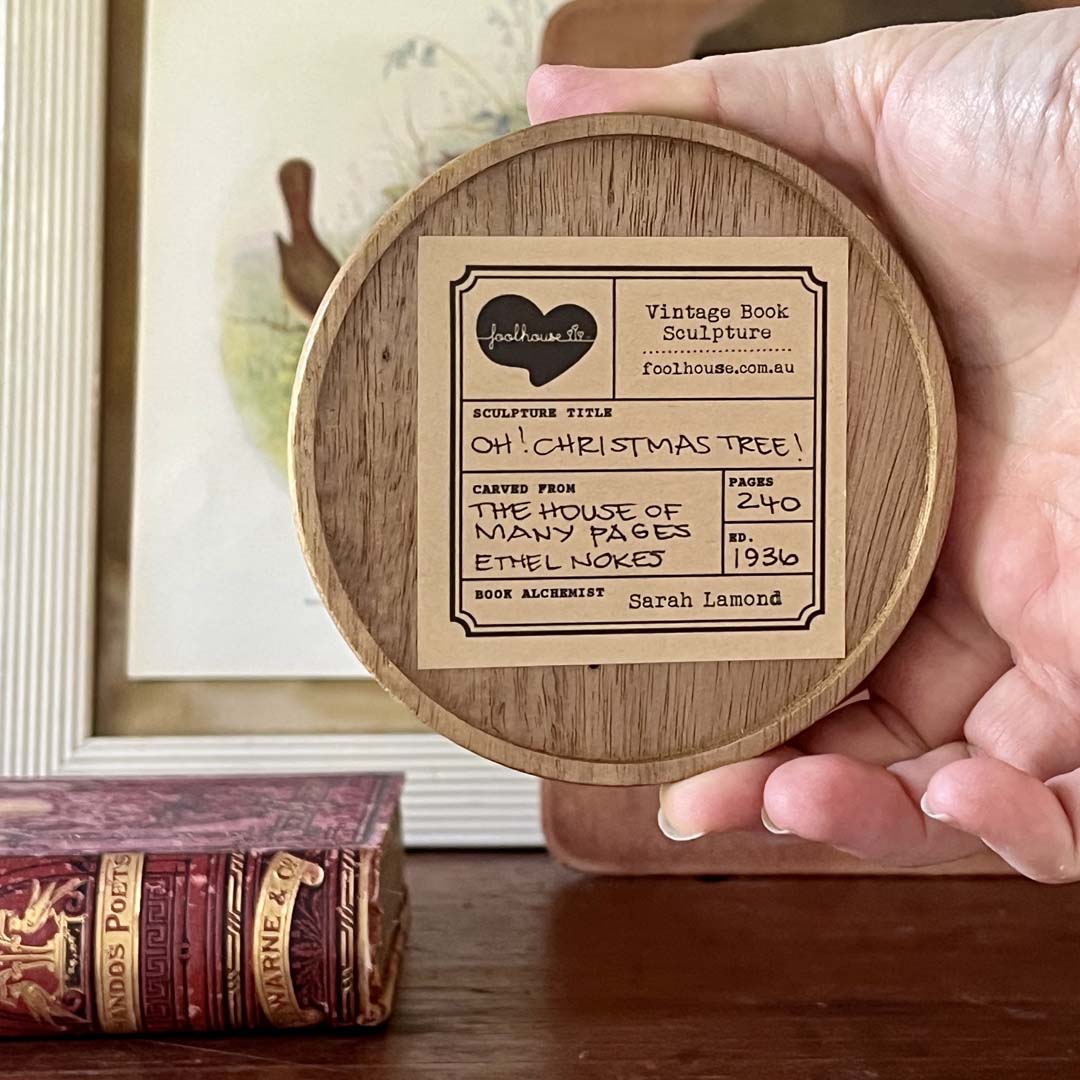 foolhouse
Vintage Book
Sculpture
foolhouse.com.au
SCULPTURE TITLE
OH! CHRISTMAS TREE!
CARVED FROM
THE HOUSE OF
MANY PAGES
ETHEL NOKES
PAGES
240
ED.
1936
BOOK ALCHEMIST
Sarah Lamond
ANDOS POETS
WARNE & CO